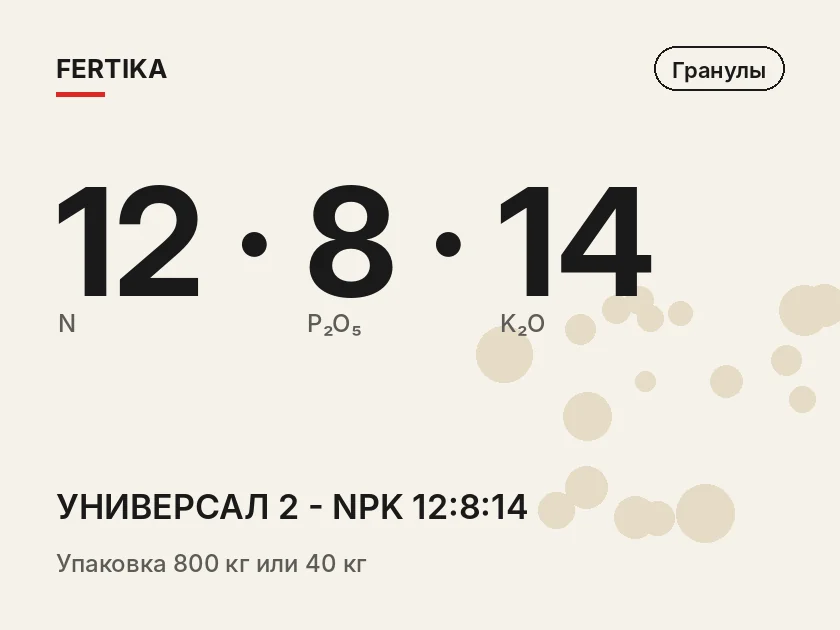 FERTIKA
Гранулы
12 · 8 · 14
N P₂O₅ K₂O
УНИВЕРСАЛ 2 - NPK 12:8:14
Упаковка 800 кг или 40 кг